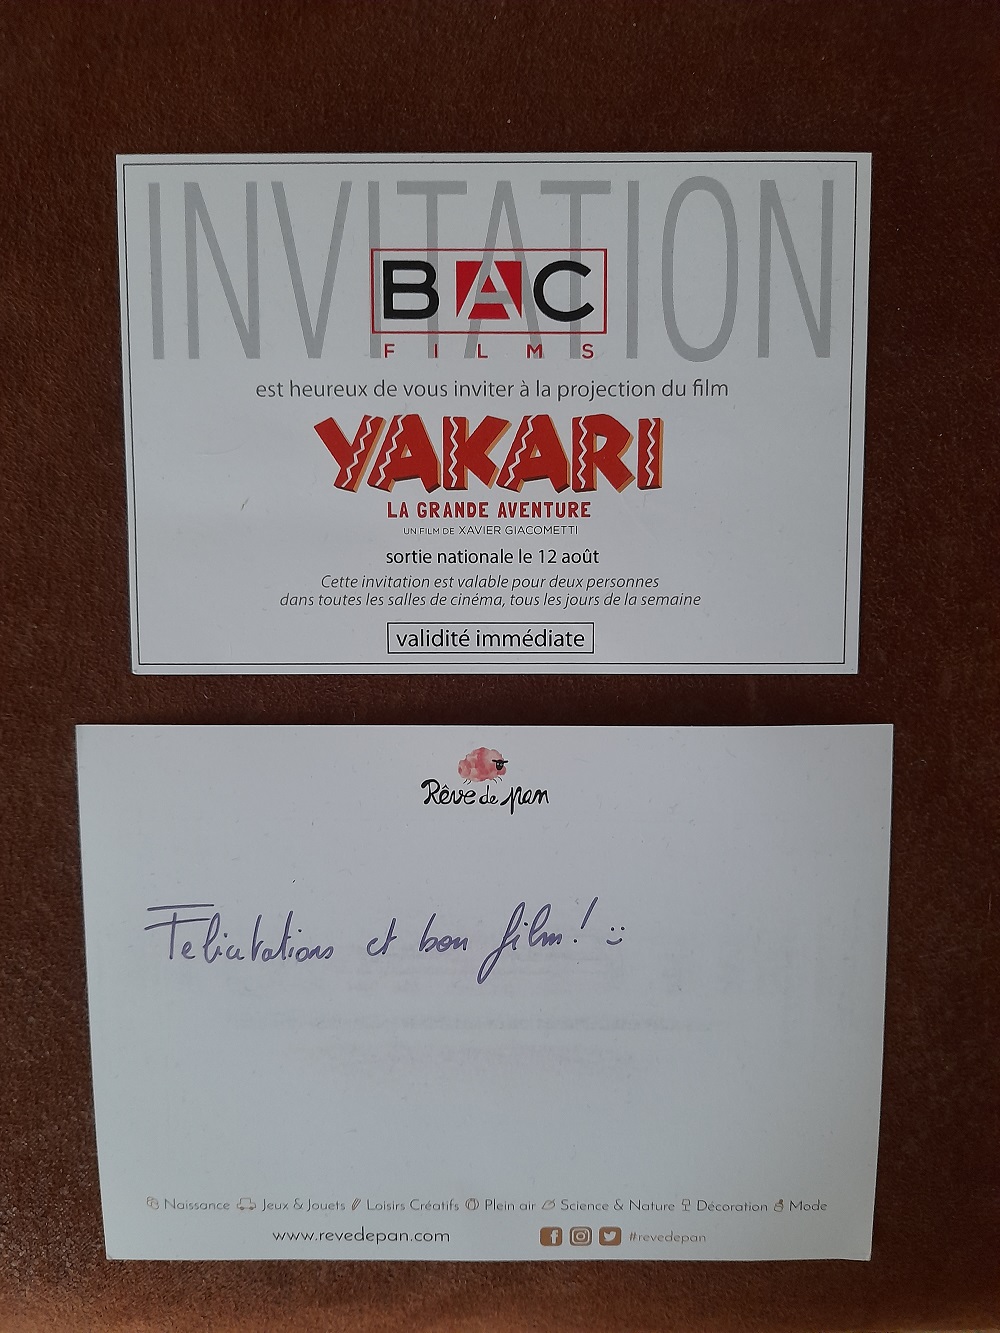 INVITATION
BAC
FILMS
est heureux de vous inviter à la projection du film
YAKARI
LA GRANDE AVENTURE
UN FILM DE XAVIER GIACOMETTI
sortie nationale le 12 août
Cette invitation est valable pour deux personnes
dans toutes les salles de cinéma, tous les jours de la semaine
validité immédiate
Rêve de pan
Felicitations et bon film! :)
Naissance Jeux & Jouets Loisirs Créatifs Plein air Science & Nature Décoration Mode
www.revedepan.com #revedepan